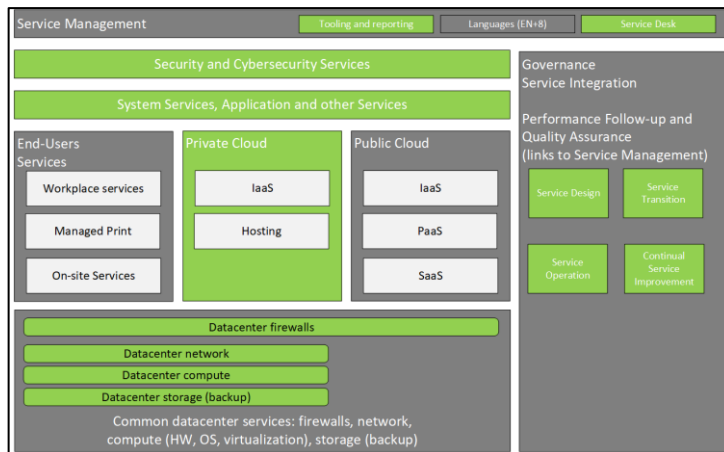 Service Management
Tooling and reporting
Languages (EN+8)
Service Desk
Security and Cybersecurity Services
System Services, Application and other Services
End-Users
Services
Workplace services
Managed Print
On-site Services
Private Cloud
IaaS
Hosting
Public Cloud
IaaS
PaaS
SaaS
Datacenter firewalls
Datacenter network
Datacenter compute
Datacenter storage (backup)
Common datacenter services: firewalls, network,
compute (HW, OS, virtualization), storage (backup)
Governance
Service Integration
Performance Follow-up and
Quality Assurance
(links to Service Management)
Service Design
Service
Transition
Service
Operation
Continual
Service
Improvement